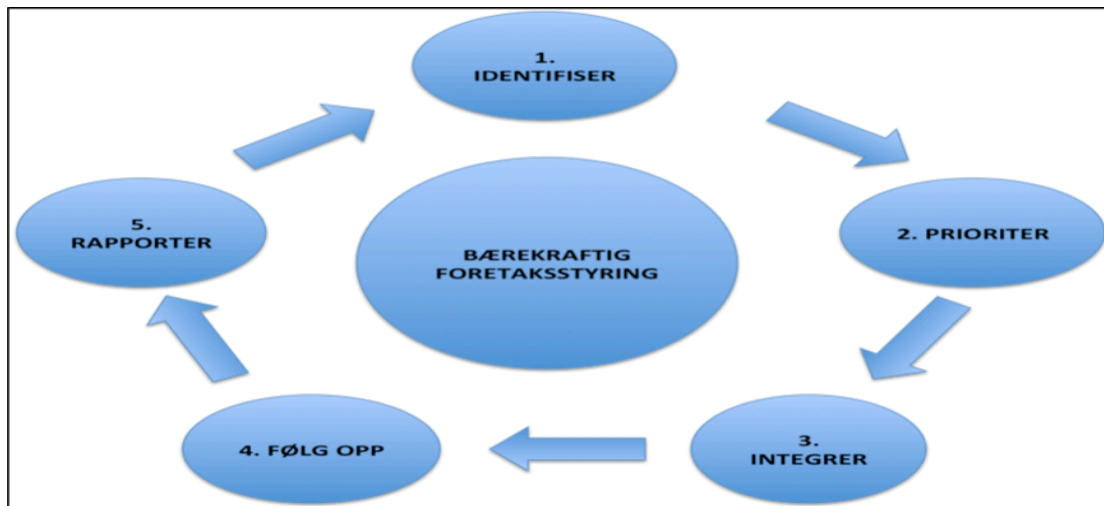 1.
IDENTIFISER
2. PRIORITER
3.
INTEGRER
4. FØLG OPP
5.
RAPPORTER
BÆREKRAFTIG
FORETAKSSTYRING